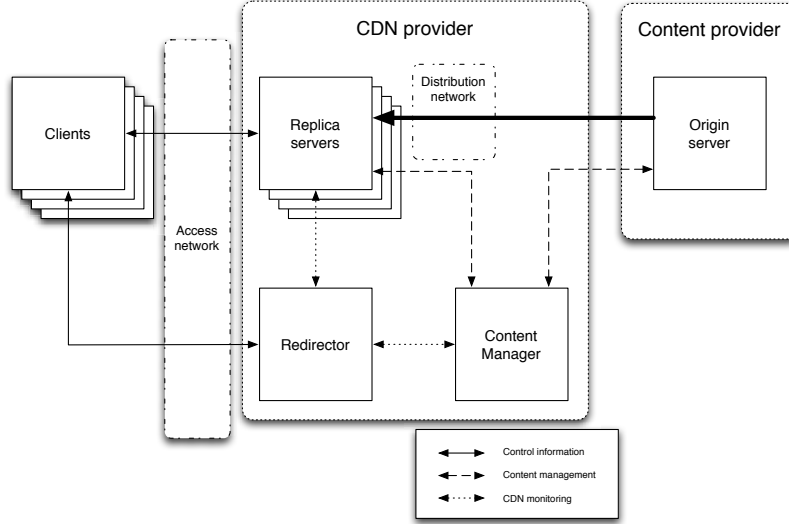 CDN provider
Content provider
Distribution
network
Clients
Replica
servers
Origin
server
Access
network
Redirector
Content
Manager
Control information
Content management
CDN monitoring